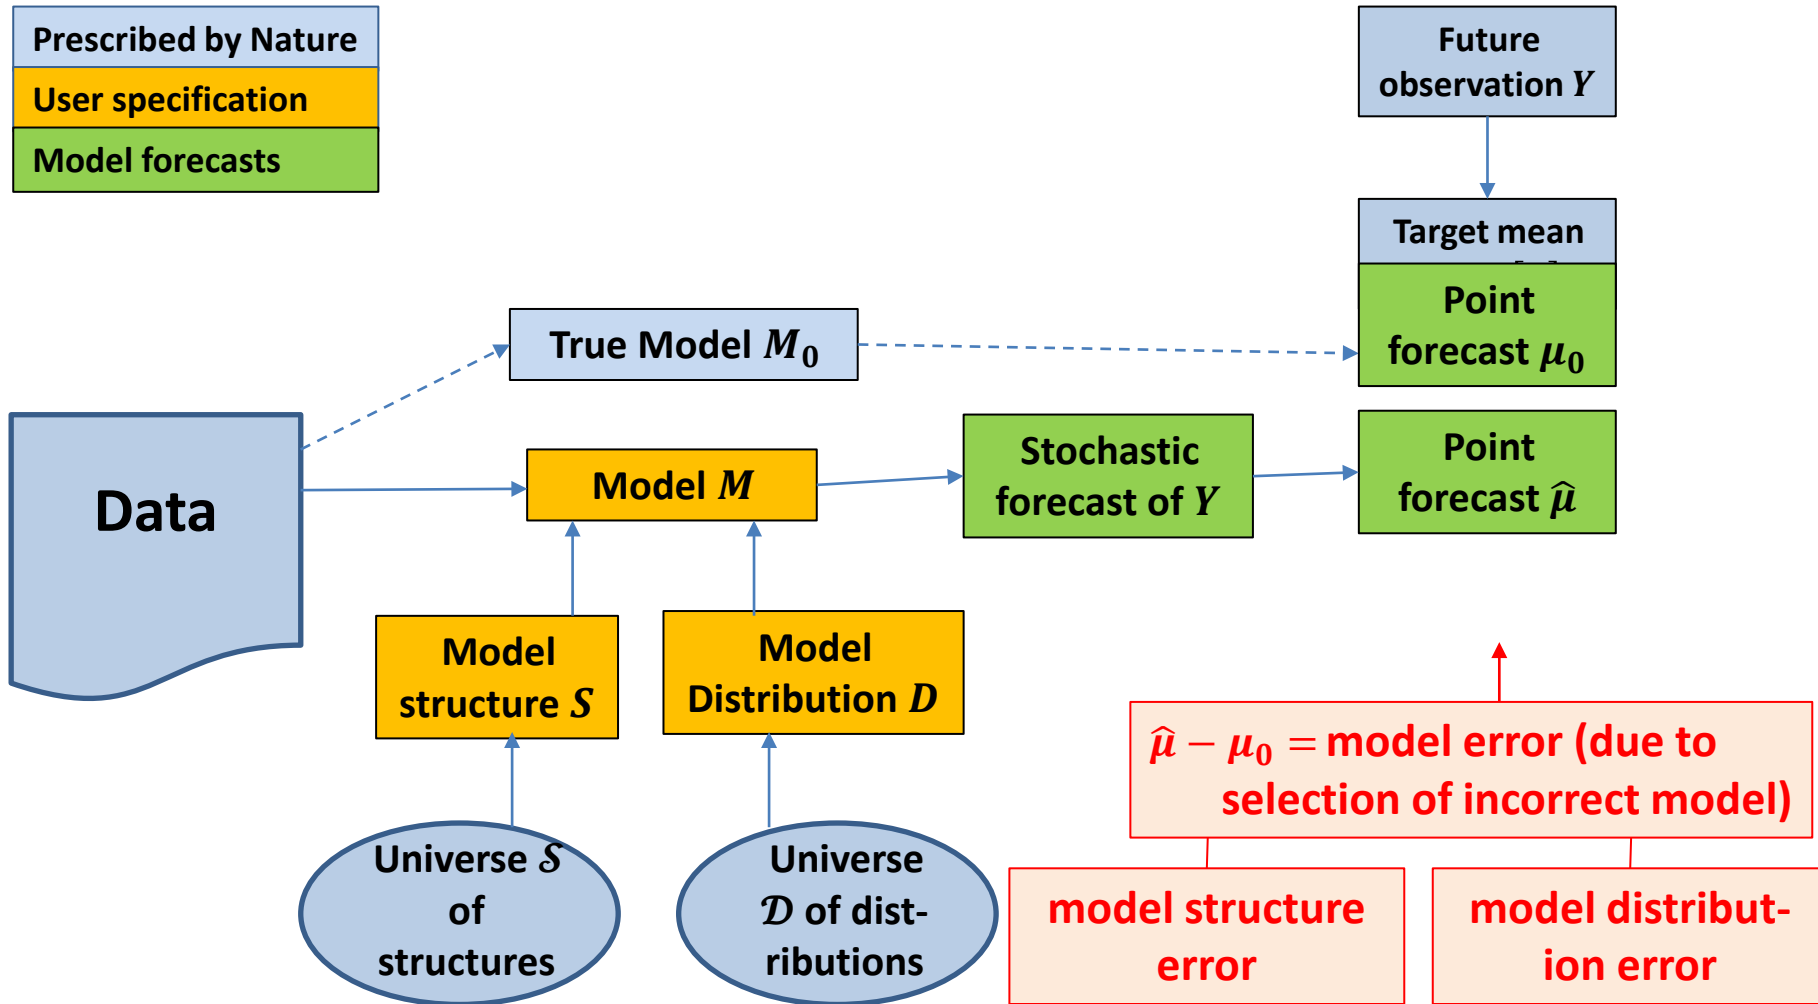 Prescribed by Nature
User specification
Model forecasts
Future
observation Y
Target mean
Point
forecast μ₀
True Model M₀
Data
Model M
Stochastic
forecast of Y
Point
forecast μ̂
Model
structure S
Model
Distribution D
μ̂ − μ₀ = model error (due to
selection of incorrect model)
Universe 𝒮
of
structures
Universe
𝒟 of dist-
ributions
model structure
error
model distribut-
ion error